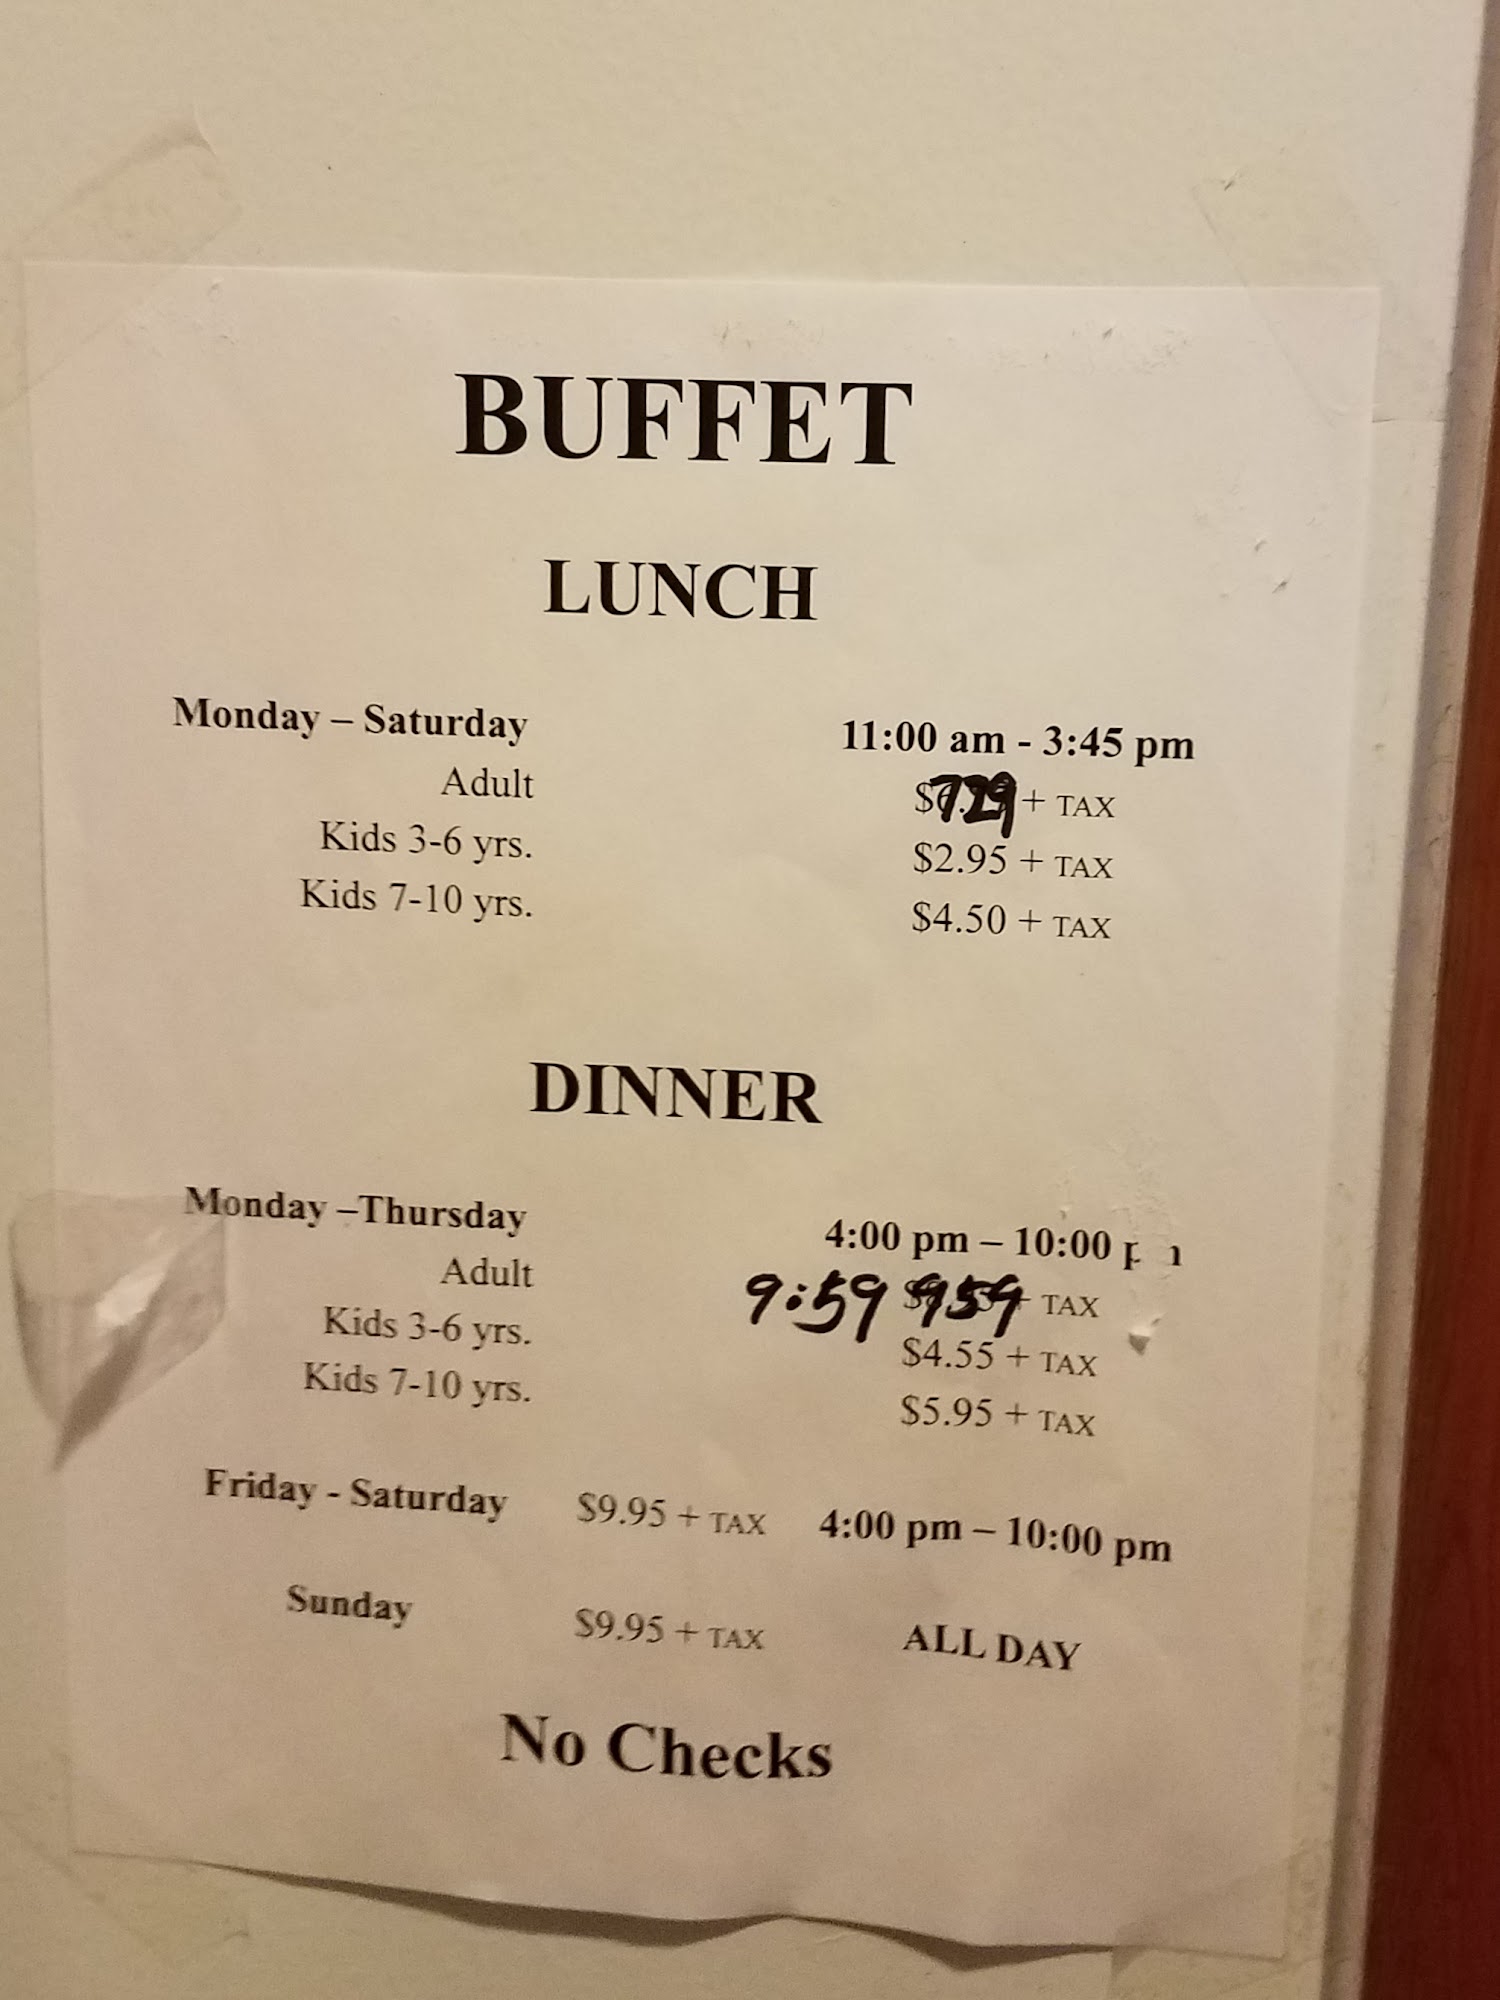 BUFFET
LUNCH
Monday – Saturday 11:00 am - 3:45 pm
Adult $729 + TAX
Kids 3-6 yrs. $2.95 + TAX
Kids 7-10 yrs. $4.50 + TAX
DINNER
Monday –Thursday 4:00 pm – 10:00 pm
Adult 9:59 959 TAX
Kids 3-6 yrs. $4.55 + TAX
Kids 7-10 yrs. $5.95 + TAX
Friday - Saturday $9.95 + TAX 4:00 pm – 10:00 pm
Sunday $9.95 + TAX ALL DAY
No Checks